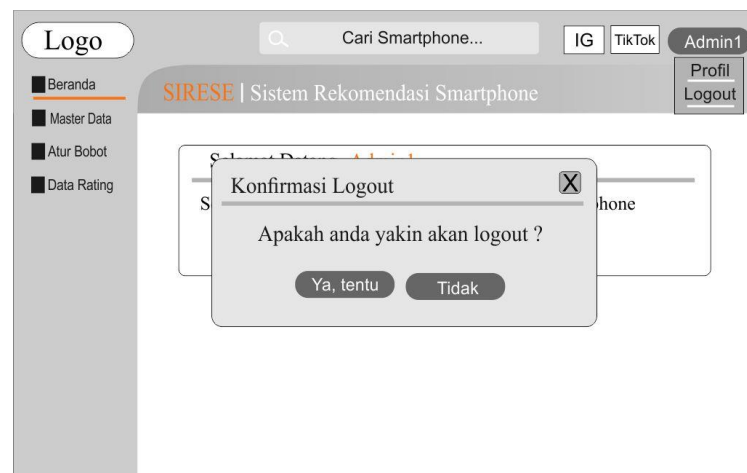 Logo
Cari Smartphone...
IG
TikTok
Admin1
Profil
Logout
Beranda
Master Data
Atur Bobot
Data Rating
SIRESE | Sistem Rekomendasi Smartphone
Konfirmasi Logout
X
Apakah anda yakin akan logout ?
Ya, tentu
Tidak